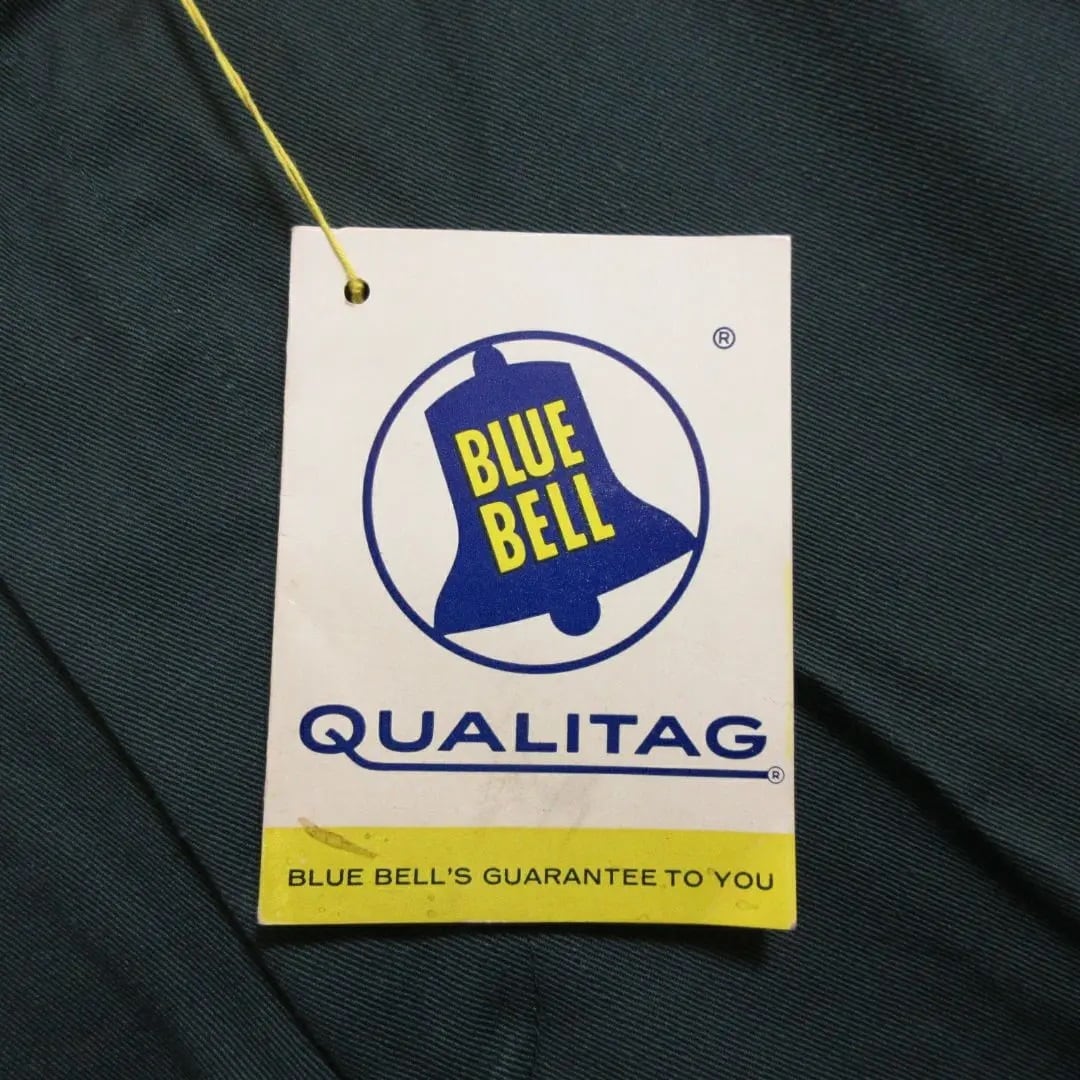 ®
BLUE
BELL
QUALITAG
®
BLUE BELL'S GUARANTEE TO YOU